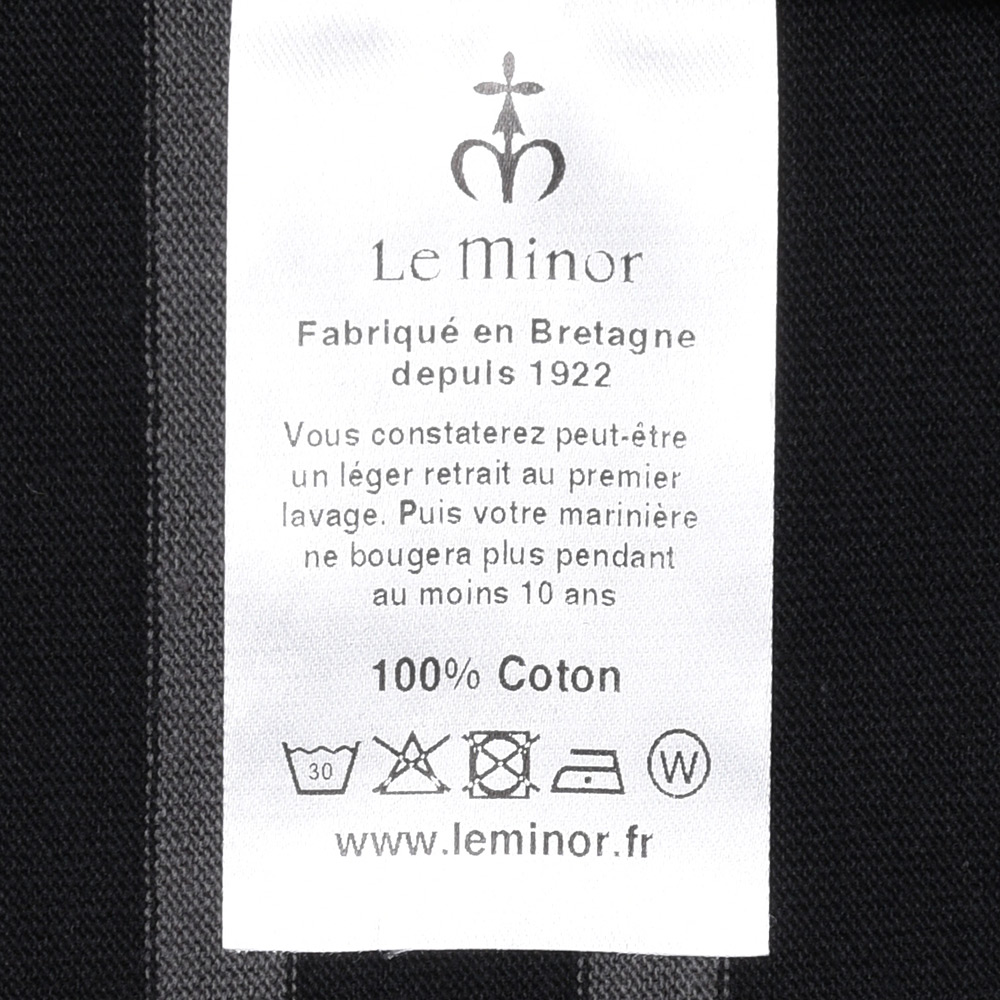 Le Minor
Fabriqué en Bretagne
depuis 1922
Vous constaterez peut-être
un léger retrait au premier
lavage. Puis votre marinière
ne bougera plus pendant
au moins 10 ans
100% Coton
30 W
www.leminor.fr